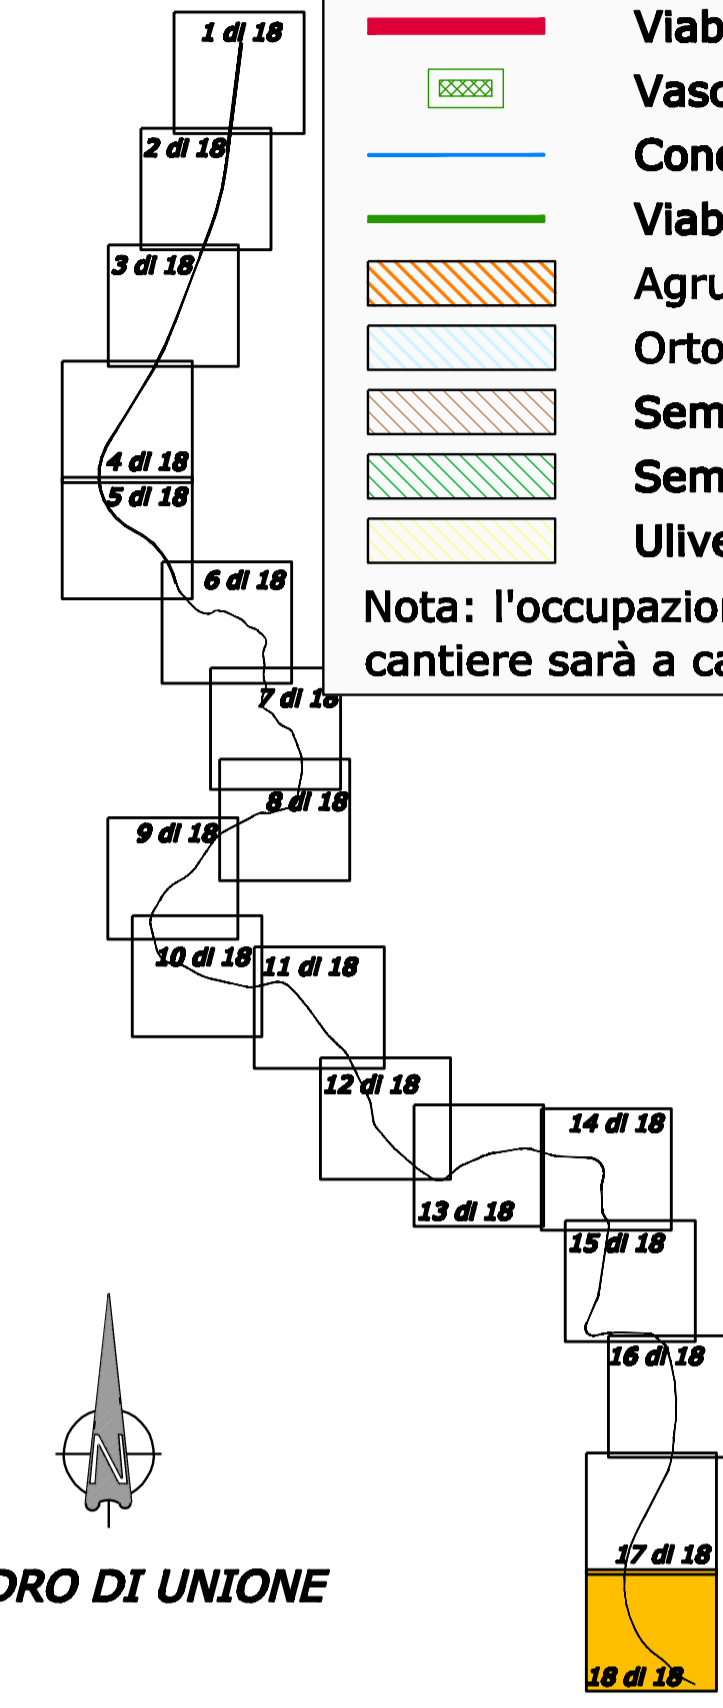 1 di 18
2 di 18
3 di 18
4 di 18
5 di 18
6 di 18
7 di 18
8 di 18
9 di 18
10 di 18
11 di 18
12 di 18
13 di 18
14 di 18
15 di 18
16 di 18
17 di 18
18 di 18
Viab
Vasc
Cond
Viab
Agru
Orto
Sem
Sem
Ulive
Nota: l'occupazion
cantiere sarà a ca
N
DRO DI UNIONE